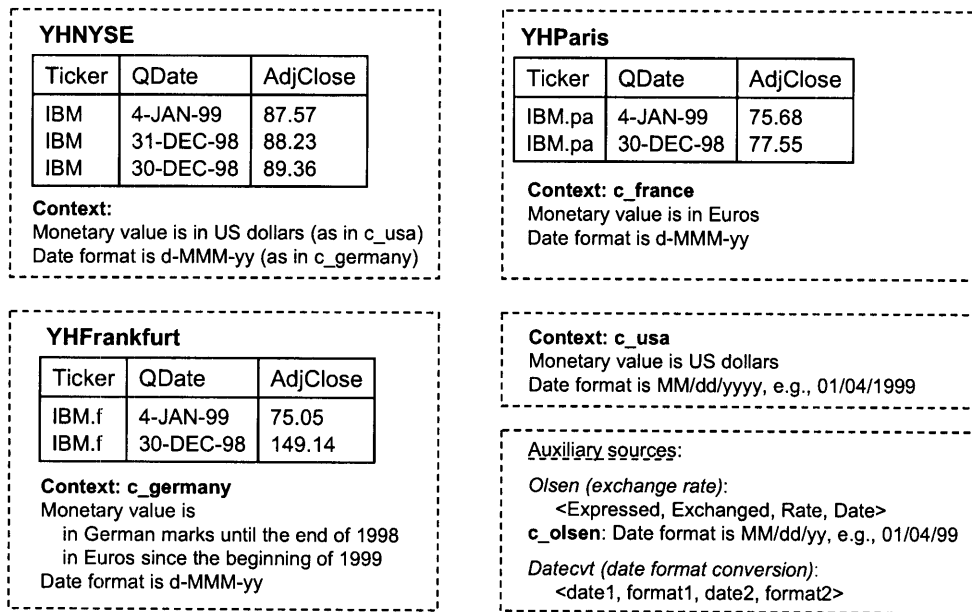 YHNYSE
Ticker QDate AdjClose
IBM 4-JAN-99 87.57
IBM 31-DEC-98 88.23
IBM 30-DEC-98 89.36
Context:
Monetary value is in US dollars (as in c_usa)
Date format is d-MMM-yy (as in c_germany)
YHParis
Ticker QDate AdjClose
IBM.pa 4-JAN-99 75.68
IBM.pa 30-DEC-98 77.55
Context: c_france
Monetary value is in Euros
Date format is d-MMM-yy
YHFrankfurt
Ticker QDate AdjClose
IBM.f 4-JAN-99 75.05
IBM.f 30-DEC-98 149.14
Context: c_germany
Monetary value is
in German marks until the end of 1998
in Euros since the beginning of 1999
Date format is d-MMM-yy
Context: c_usa
Monetary value is US dollars
Date format is MM/dd/yyyy, e.g., 01/04/1999
Auxiliary sources:
Olsen (exchange rate):
<Expressed, Exchanged, Rate, Date>
c_olsen: Date format is MM/dd/yy, e.g., 01/04/99
Datecvt (date format conversion):
<date1, format1, date2, format2>